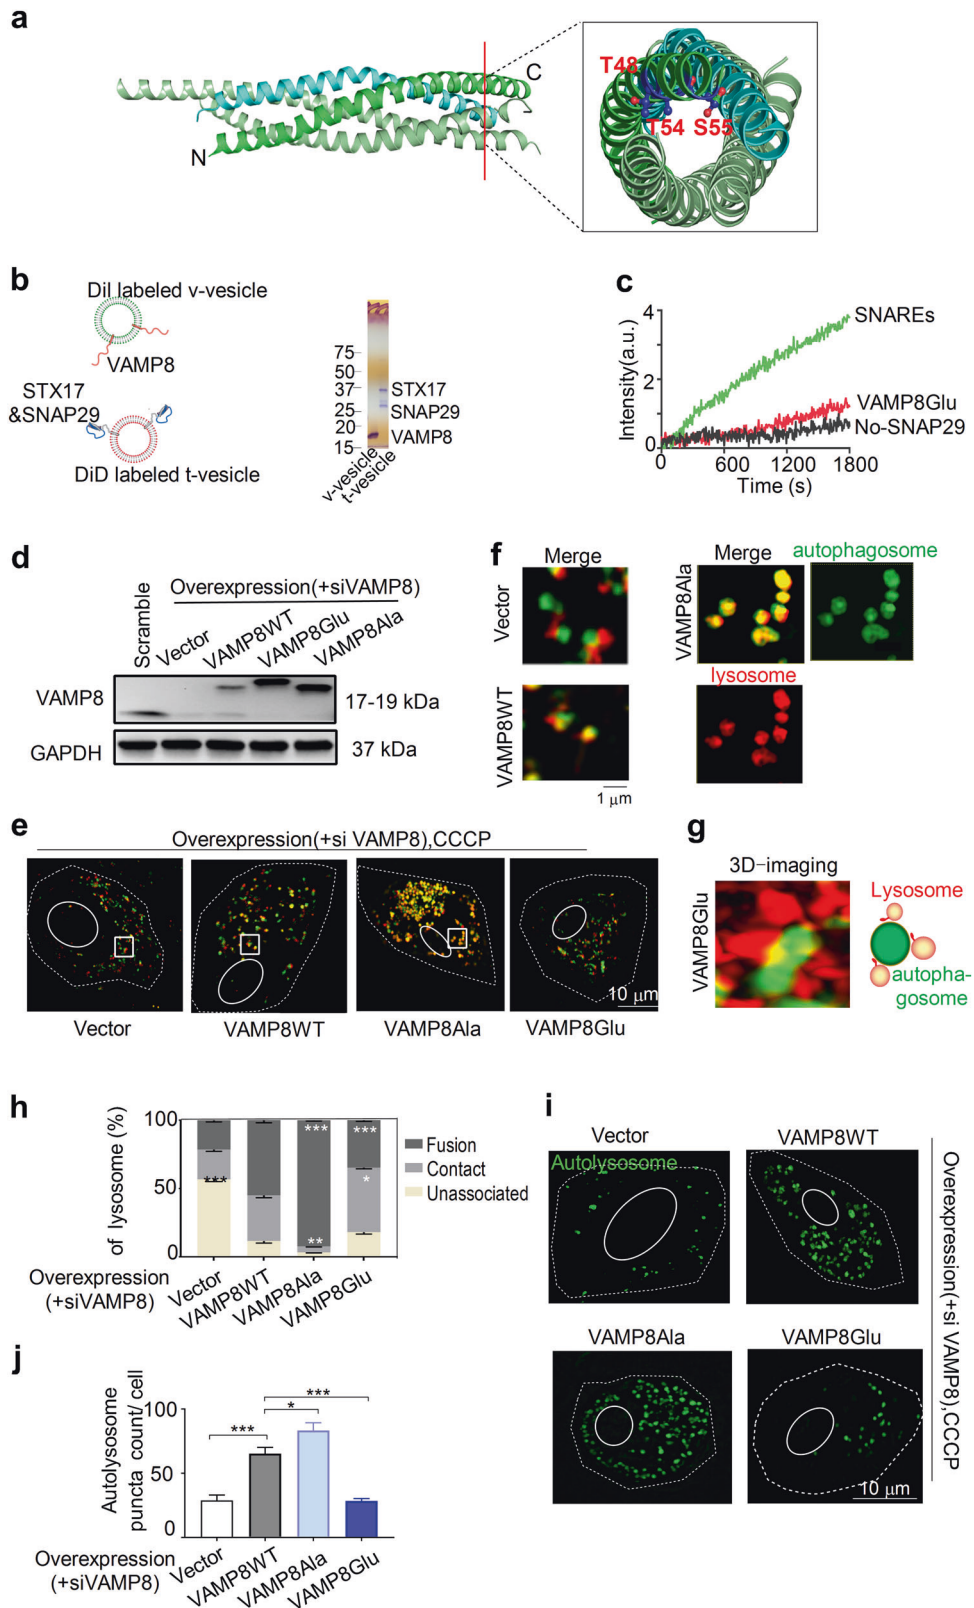 a
N
C
T48
T54 S55
b
DiI labeled v-vesicle
VAMP8
STX17
&SNAP29
DiD labeled t-vesicle
75
50
37
25
20
15
STX17
SNAP29
VAMP8
v-vesicle
t-vesicle
c
Intensity(a.u.)
4
2
0
0 600 1200 1800
Time (s)
SNAREs
VAMP8Glu
No-SNAP29
d
Overexpression(+siVAMP8)
Scramble
Vector
VAMP8WT
VAMP8Glu
VAMP8Ala
VAMP8
17-19 kDa
GAPDH
37 kDa
e
Overexpression(+si VAMP8),CCCP
10 μm
Vector
VAMP8WT
VAMP8Ala
VAMP8Glu
f
Merge
Vector
VAMP8WT
1 μm
Merge
autophagosome
VAMP8Ala
lysosome
g
3D-imaging
VAMP8Glu
Lysosome
autopha-
gosome
h
of lysosome (%)
100
50
0
***
***
**
***
*
Fusion
Contact
Unassociated
Overexpression
(+siVAMP8)
Vector
VAMP8WT
VAMP8Ala
VAMP8Glu
i
Vector
VAMP8WT
Autolysosome
VAMP8Ala
VAMP8Glu
10 μm
Overexpression(+si VAMP8),CCCP
j
Autolysosome
puncta count/ cell
100
50
0
***
*
***
Overexpression
(+siVAMP8)
Vector
VAMP8WT
VAMP8Ala
VAMP8Glu